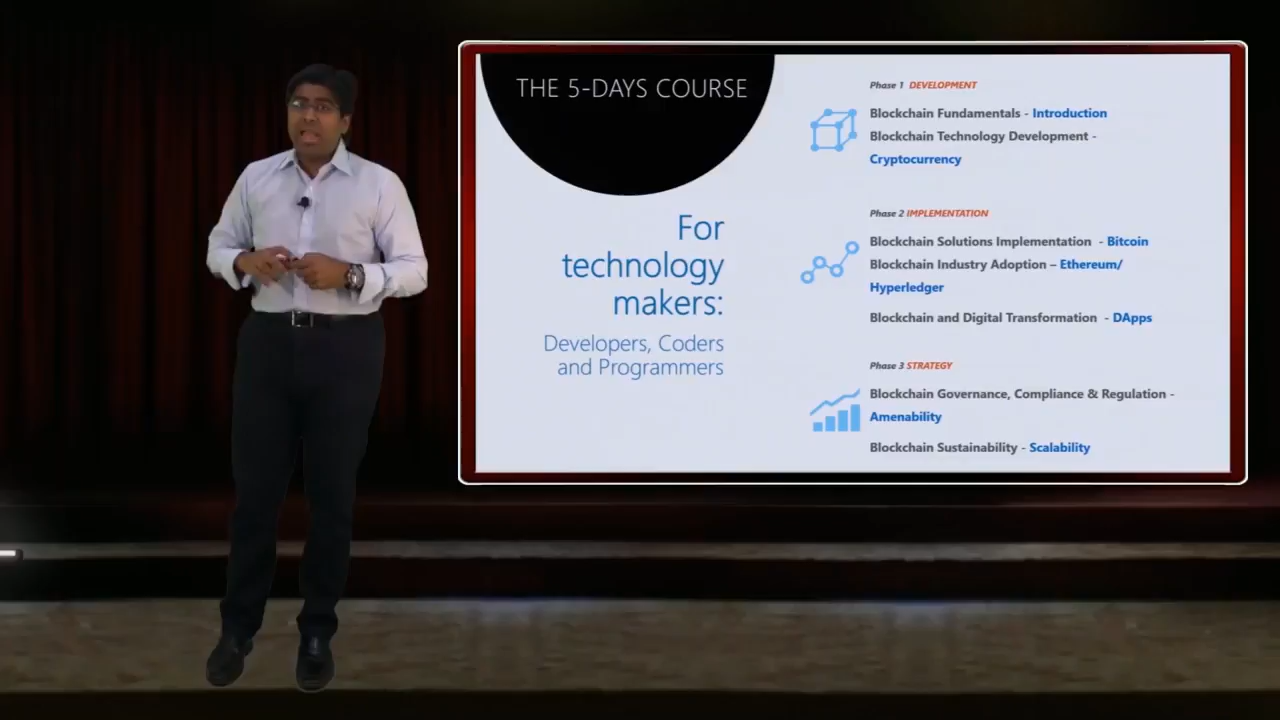 THE 5-DAYS COURSE
For
technology
makers:
Developers, Coders
and Programmers
Phase 1 DEVELOPMENT
Blockchain Fundamentals - Introduction
Blockchain Technology Development -
Cryptocurrency
Phase 2 IMPLEMENTATION
Blockchain Solutions Implementation - Bitcoin
Blockchain Industry Adoption – Ethereum/
Hyperledger
Blockchain and Digital Transformation - DApps
Phase 3 STRATEGY
Blockchain Governance, Compliance & Regulation -
Amenability
Blockchain Sustainability - Scalability